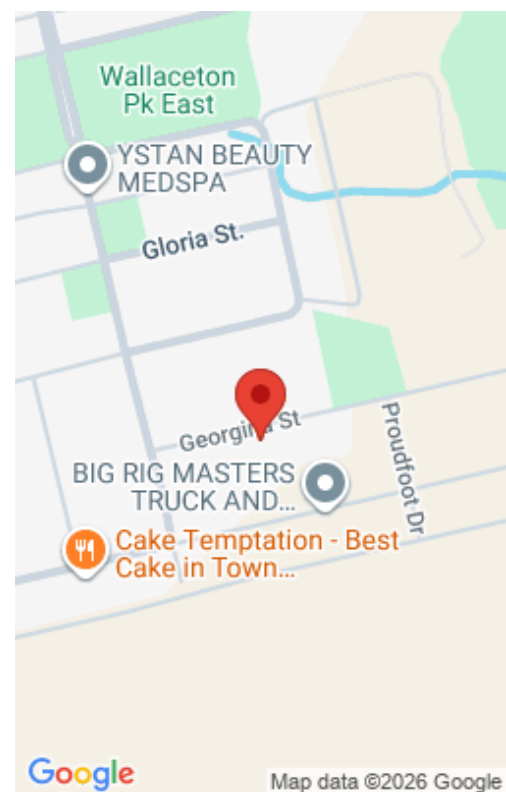 Wallaceton
Pk East
YSTAN BEAUTY
MEDSPA
Gloria St.
Georgina St
Proudfoot Dr
BIG RIG MASTERS
TRUCK AND...
Cake Temptation - Best
Cake in Town...
Google
Map data ©2026 Google